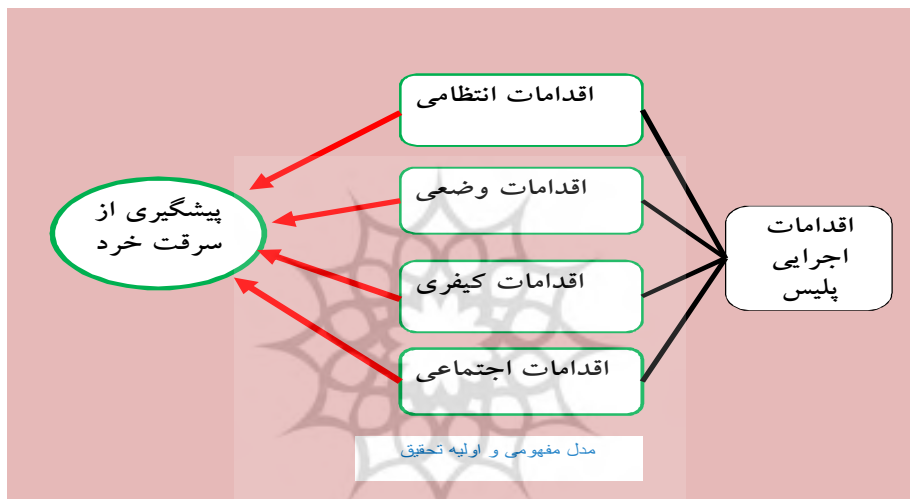 اقدامات انتظامی
اقدامات وضعی
اقدامات کیفری
اقدامات اجتماعی
اقدامات
اجرایی
پلیس
پیشگیری از
سرقت خرد
مدل مفهومی و اولیه تحقیق